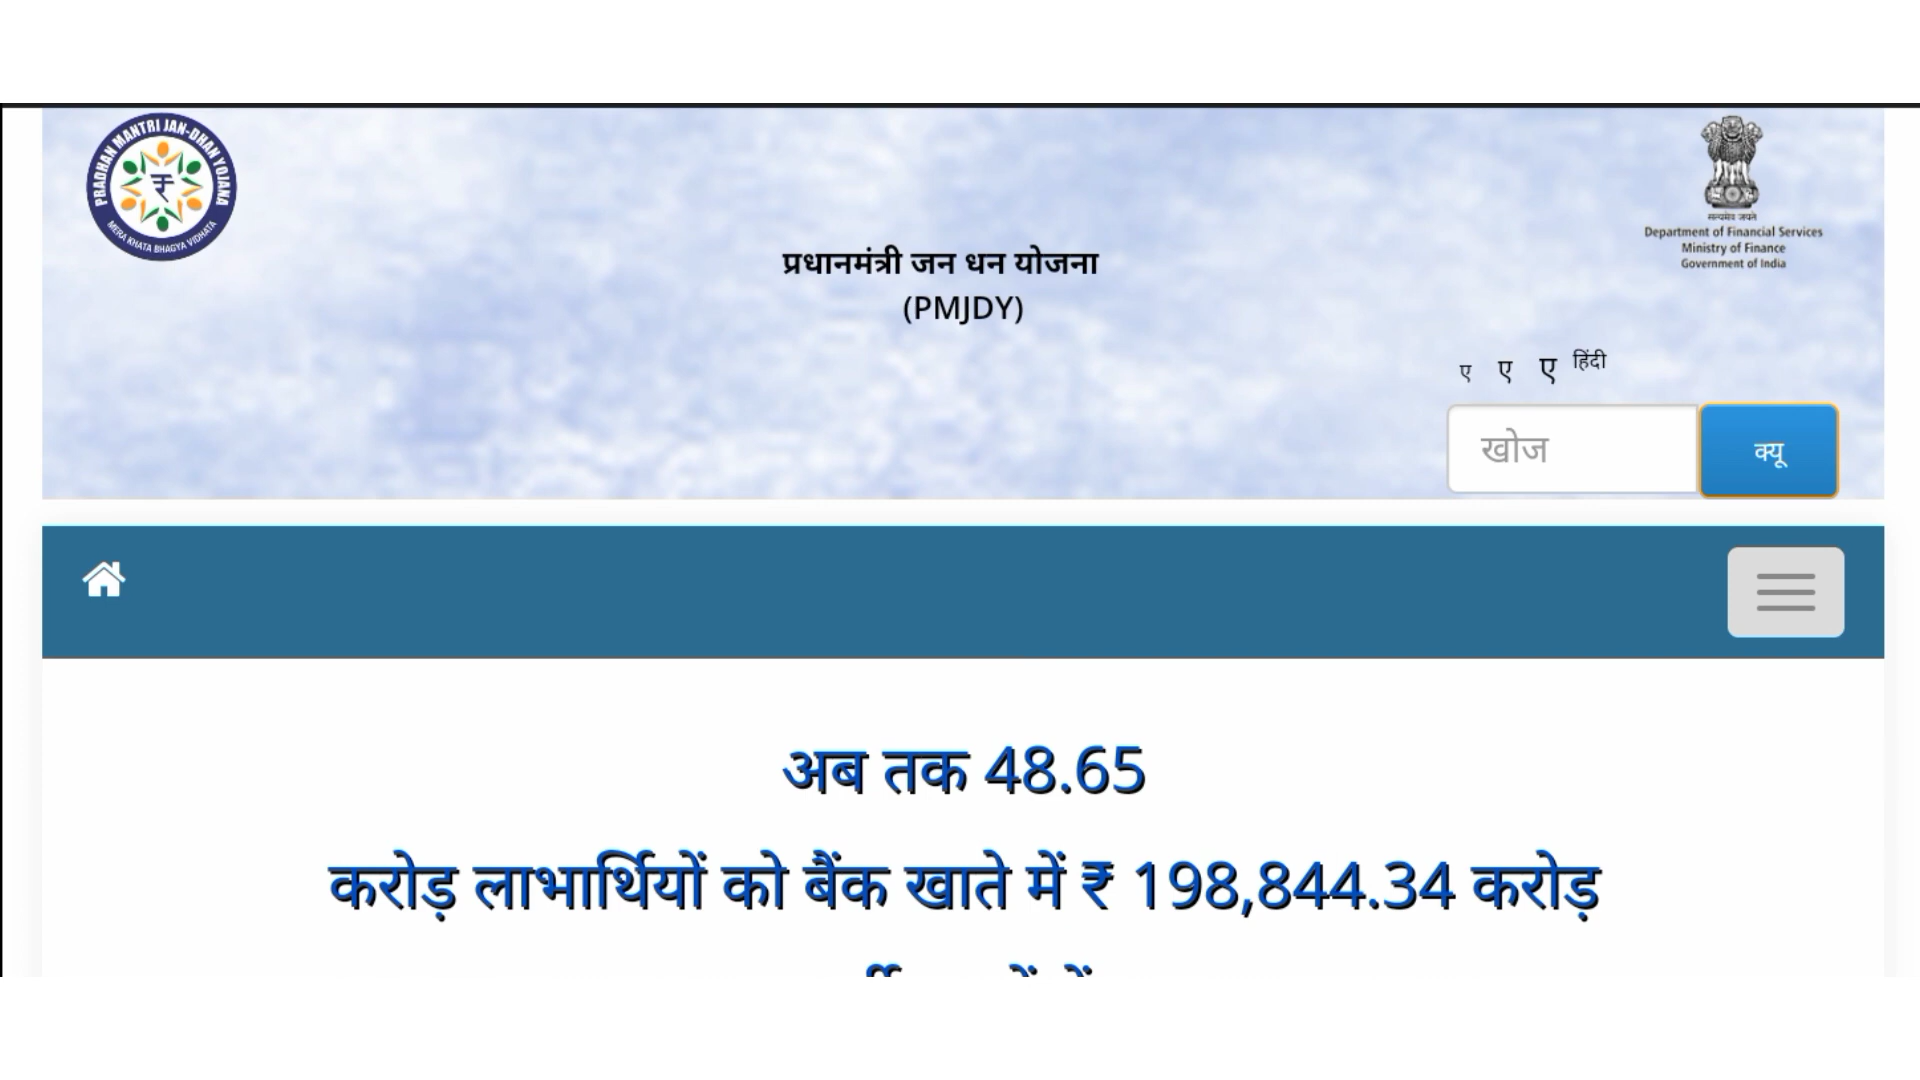 PRADHAN MANTRI JAN-DHAN YOJANA
MERA KHATA BHAGYA VIDHATA
सत्यमेव जयते
Department of Financial Services
Ministry of Finance
Government of India
प्रधानमंत्री जन धन योजना
(PMJDY)
ए ए ए हिंदी
खोज क्यू
अब तक 48.65
करोड़ लाभार्थियों को बैंक खाते में ₹ 198,844.34 करोड़